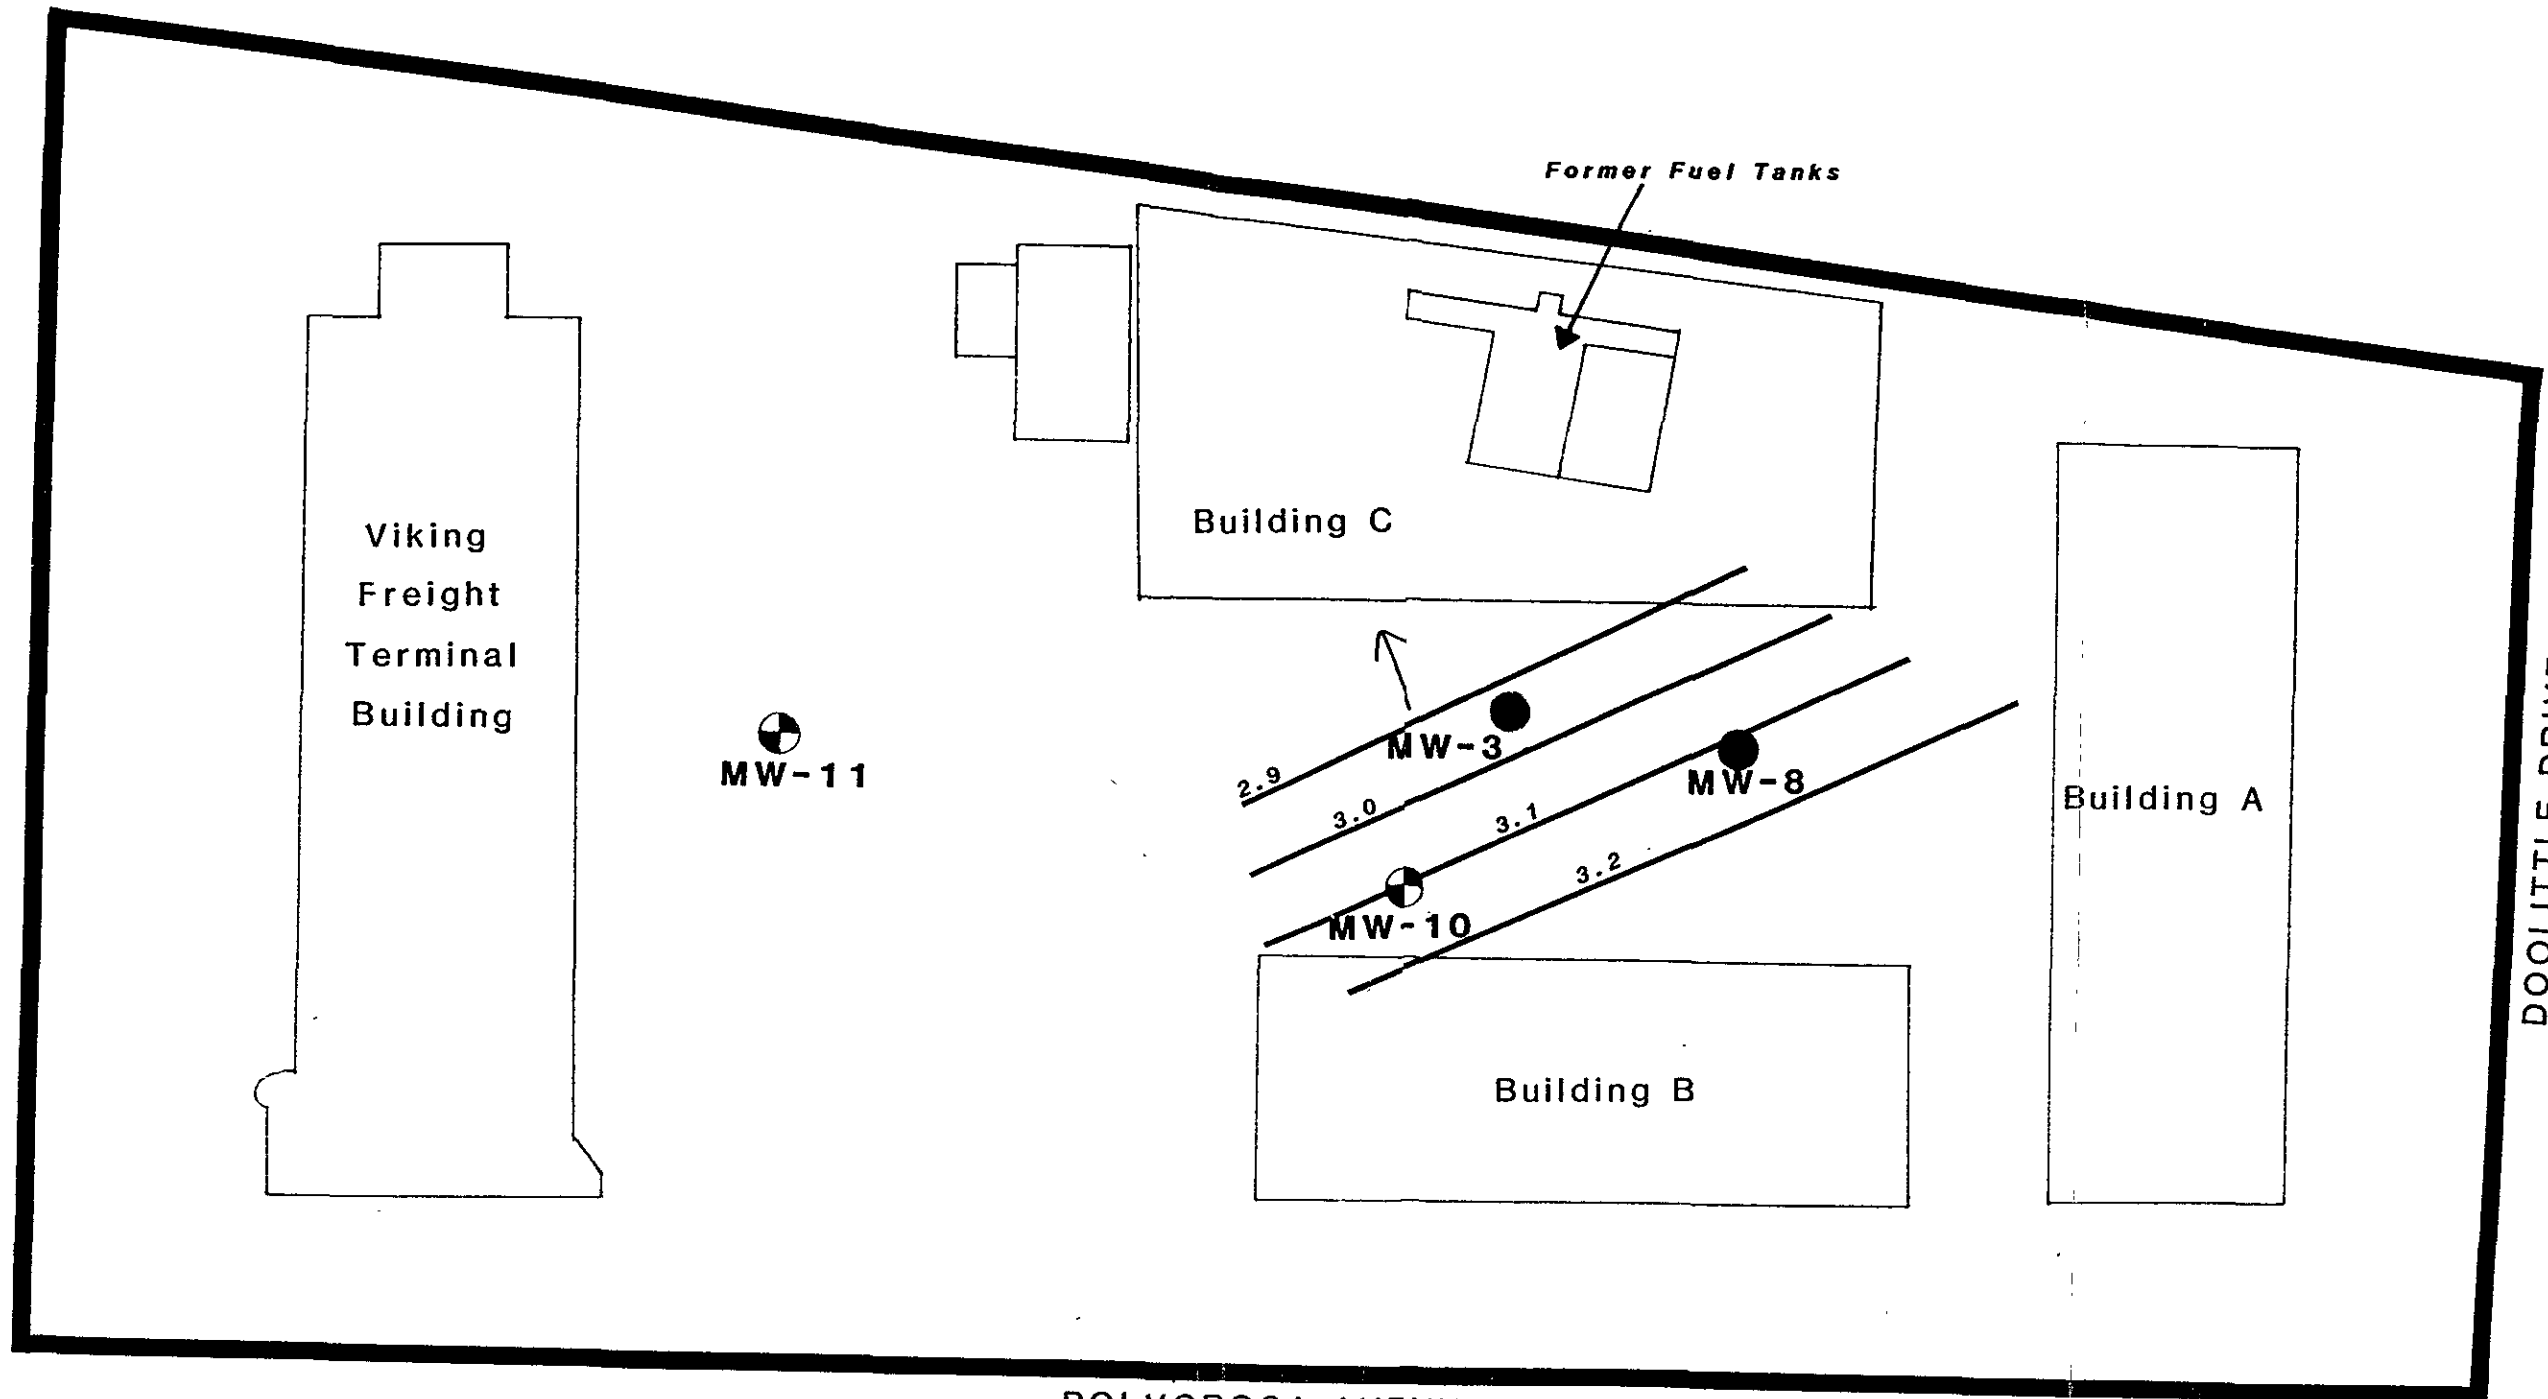 Former Fuel Tanks
Viking
Freight
Terminal
Building
Building C
MW-11
MW-3
MW-8
MW-10
2.9
3.0
3.1
3.2
Building A
Building B
DOOLITTLE